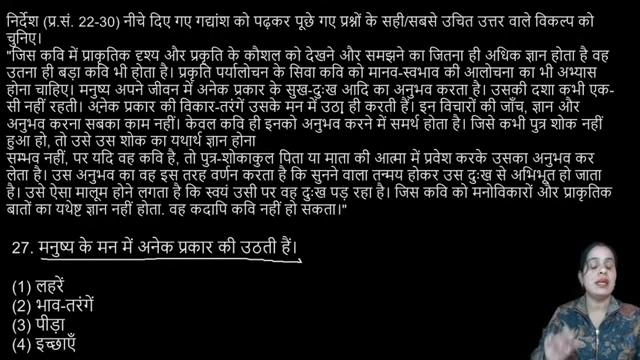 निर्देश (प्र.सं. 22-30) नीचे दिए गए गद्यांश को पढ़कर पूछे गए प्रश्नों के सही/सबसे उचित उत्तर वाले विकल्प को
चुनिए।
"जिस कवि में प्राकृतिक दृश्य और प्रकृति के कौशल को देखने और समझने का जितना ही अधिक ज्ञान होता है वह
उतना ही बड़ा कवि भी होता है। प्रकृति पर्यालोचन के सिवा कवि को मानव-स्वभाव की आलोचना का भी अभ्यास
होना चाहिए। मनुष्य अपने जीवन में अनेक प्रकार के सुख-दुःख आदि का अनुभव करता है। उसकी दशा कभी एक-
सी नहीं रहती। अनेक प्रकार की विकार-तरंगें उसके मन में उठा ही करती हैं। इन विचारों की जाँच, ज्ञान और
अनुभव करना सबका काम नहीं। केवल कवि ही इनको अनुभव करने में समर्थ होता है। जिसे कभी पुत्र शोक नहीं
हुआ हो, तो उसे उस शोक का यथार्थ ज्ञान होना
सम्भव नहीं, पर यदि वह कवि है, तो पुत्र-शोकाकुल पिता या माता की आत्मा में प्रवेश करके उसका अनुभव कर
लेता है। उस अनुभव का वह इस तरह वर्णन करता है कि सुनने वाला तन्मय होकर उस दुःख से अभिभूत हो जाता
है। उसे ऐसा मालूम होने लगता है कि स्वयं उसी पर वह दुःख पड़ रहा है। जिस कवि को मनोविकारों और प्राकृतिक
बातों का यथेष्ट ज्ञान नहीं होता. वह कदापि कवि नहीं हो सकता।"
27. मनुष्य के मन में अनेक प्रकार की उठती हैं।
(1) लहरें
(2) भाव-तरंगें
(3) पीड़ा
(4) इच्छाएँ